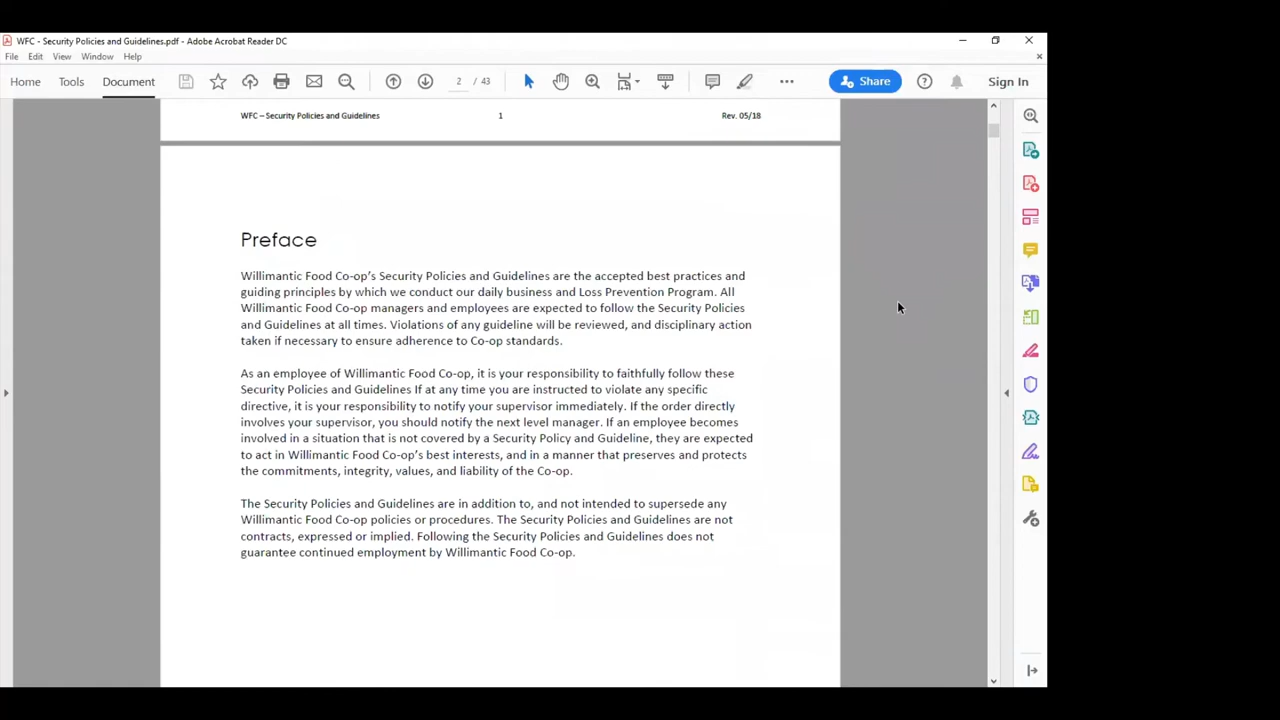 WFC - Security Policies and Guidelines.pdf - Adobe Acrobat Reader DC
File Edit View Window Help
Home Tools Document 2 / 43 Share Sign In
WFC – Security Policies and Guidelines 1 Rev. 05/18
Preface
Willimantic Food Co-op's Security Policies and Guidelines are the accepted best practices and
guiding principles by which we conduct our daily business and Loss Prevention Program. All
Willimantic Food Co-op managers and employees are expected to follow the Security Policies
and Guidelines at all times. Violations of any guideline will be reviewed, and disciplinary action
taken if necessary to ensure adherence to Co-op standards.
As an employee of Willimantic Food Co-op, it is your responsibility to faithfully follow these
Security Policies and Guidelines If at any time you are instructed to violate any specific
directive, it is your responsibility to notify your supervisor immediately. If the order directly
involves your supervisor, you should notify the next level manager. If an employee becomes
involved in a situation that is not covered by a Security Policy and Guideline, they are expected
to act in Willimantic Food Co-op's best interests, and in a manner that preserves and protects
the commitments, integrity, values, and liability of the Co-op.
The Security Policies and Guidelines are in addition to, and not intended to supersede any
Willimantic Food Co-op policies or procedures. The Security Policies and Guidelines are not
contracts, expressed or implied. Following the Security Policies and Guidelines does not
guarantee continued employment by Willimantic Food Co-op.